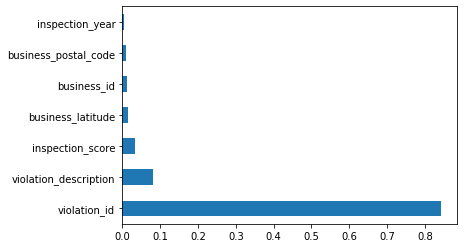 inspection_year
business_postal_code
business_id
business_latitude
inspection_score
violation_description
violation_id
0.0 0.1 0.2 0.3 0.4 0.5 0.6 0.7 0.8